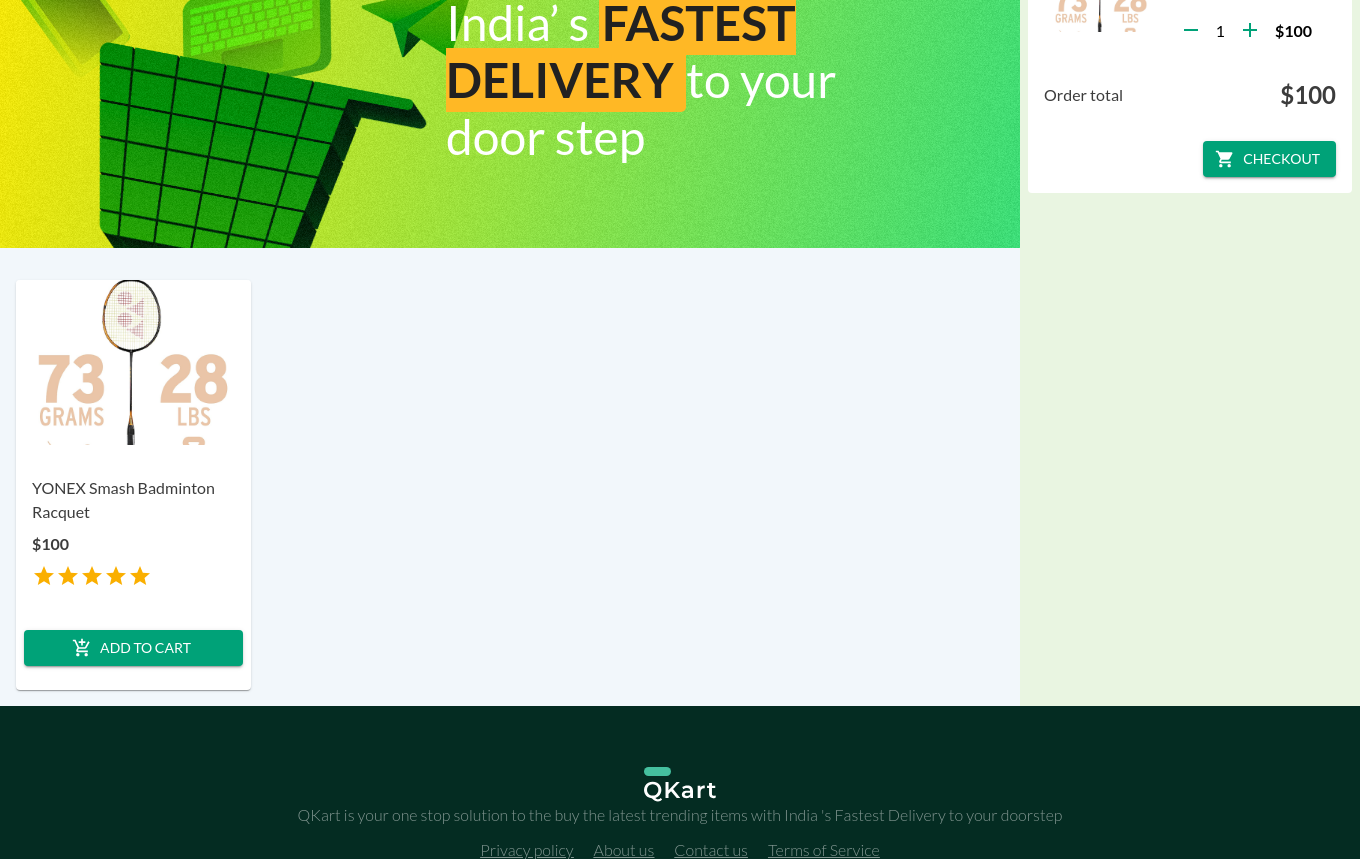 India’ s FASTEST
DELIVERY to your
door step
73 28
GRAMS LBS
1 $100
Order total $100
CHECKOUT
73 28
GRAMS LBS
YONEX Smash Badminton
Racquet
$100
ADD TO CART
QKart
QKart is your one stop solution to the buy the latest trending items with India 's Fastest Delivery to your doorstep
Privacy policy About us Contact us Terms of Service